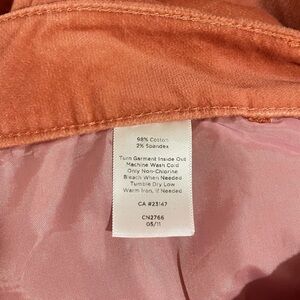 98% Cotton
2% Spandex
Turn Garment Inside Out
Machine Wash Cold
Only Non-Chlorine
Bleach When Needed
Tumble Dry Low
Warm Iron, If Needed
CA #23147
CN2766
05/11